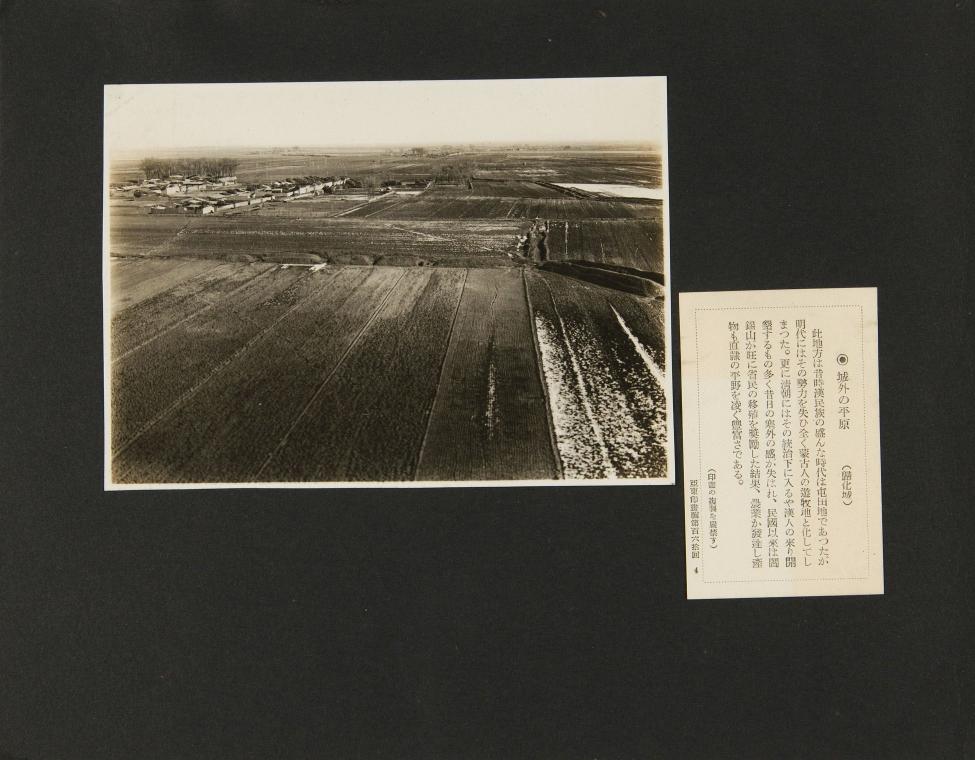 ◉ 城外の平原 (歸化城)
此地方は昔時漢民族の盛んな時代は屯田地であつたが
明代にはその勢力を失ひ全く蒙古人の遊牧地と化してし
まつた。更に淸朝にはその統治下に入るや漢人の來り開
墾するもの多く昔日の塞外の感が失はれ、民國以來は閻
錫山が旺に省民の移殖を奬勵した結果、農業が發達し產
物も直隷の平野を凌ぐ豐富さである。
(印畫の複製を嚴禁す)
亞東印畫輯第百六拾回 4